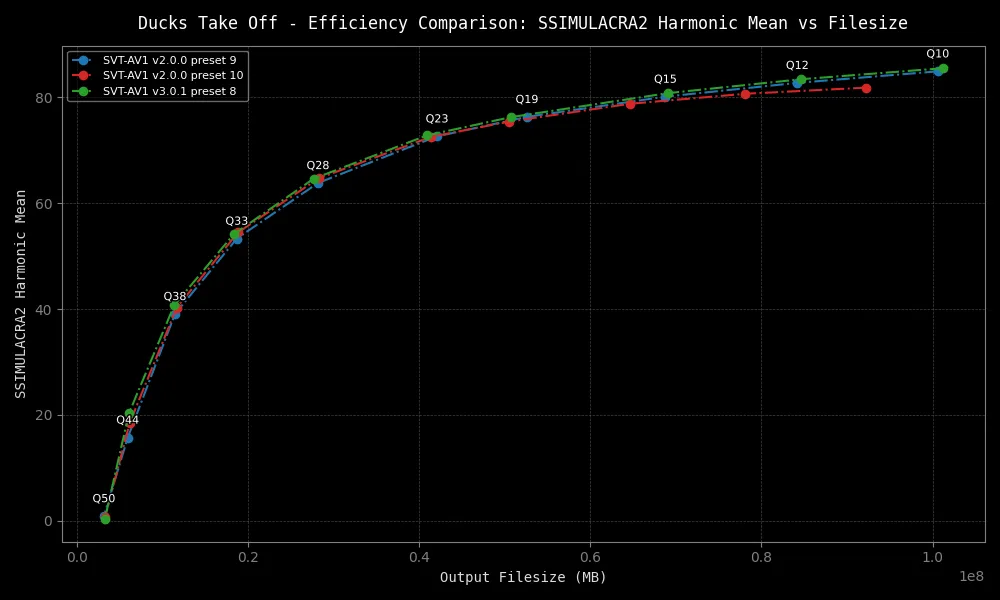 Ducks Take Off - Efficiency Comparison: SSIMULACRA2 Harmonic Mean vs Filesize
SVT-AV1 v2.0.0 preset 9
SVT-AV1 v2.0.0 preset 10
SVT-AV1 v3.0.1 preset 8
Q10
Q12
Q15
Q19
Q23
Q28
Q33
Q38
Q44
Q50
80
60
40
20
0
SSIMULACRA2 Harmonic Mean
0.0
0.2
0.4
0.6
0.8
1.0
1e8
Output Filesize (MB)